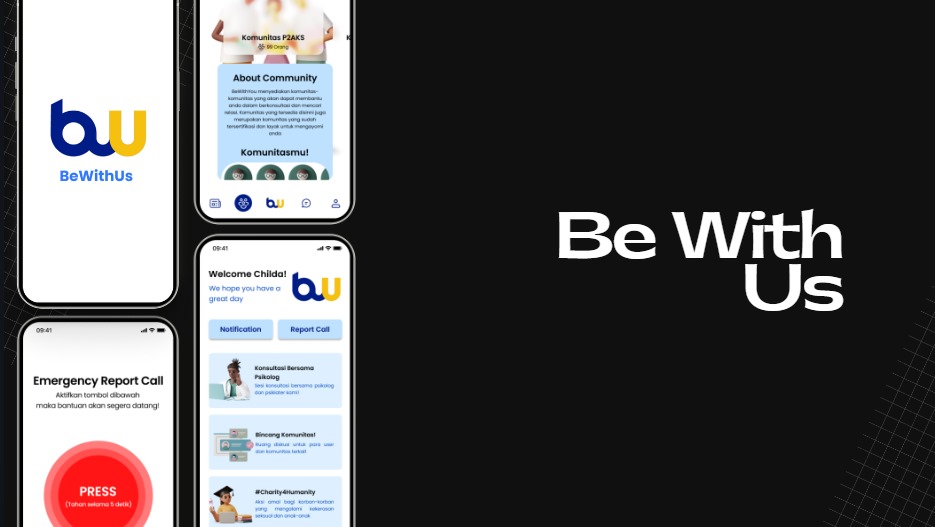 bwu
BeWithUs
09:41
Emergency Report Call
Aktifkan tombol dibawah
maka bantuan akan segera datang!
PRESS
(Tahan selama 5 detik)
Komunitas P2AKS
99 Orang
K
About Community
BeWithYou menyediakan komunitas-
komunitas yang akan dapat membantu
anda dalam berkonsultasi dan mencari
relasi. Komunitas yang tersedia disini juga
merupakan komunitas yang sudah
tersertifikasi dan layak untuk mengayomi
anda
Komunitasmu!
bwu
09:41
Welcome Childa!
We hope you have a
great day
bwu
Notification
Report Call
Konsultasi Bersama
Psikolog
Sesi konsultasi bersama psikolog
dan psikiater kami!
Bincang Komunitas!
Ruang diskusi untuk para user
dan komunitas terkait
#Charity4Humanity
Aksi amal bagi korban-korban
yang mengalami kekerasan
seksual dan anak-anak
Be With
Us